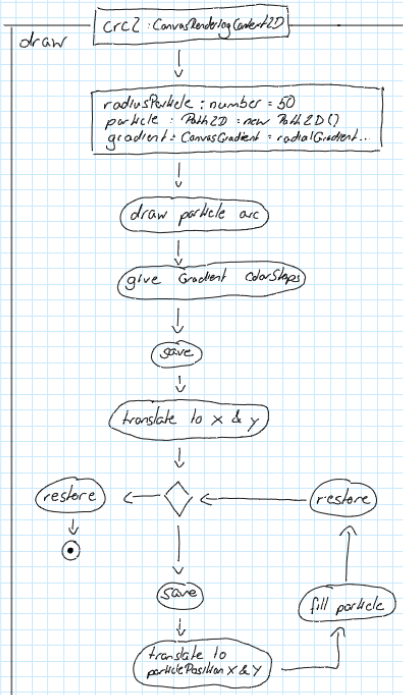 crc2 : CanvasRenderingContext2D
draw
radiusParticle : number = 50
particle : Path2D = new Path2D()
gradient : CanvasGradient = radialGradient...
draw particle arc
give Gradient ColorSteps
save
translate to X & Y
restore
restore
save
fill particle
translate to
particlePosition X & Y